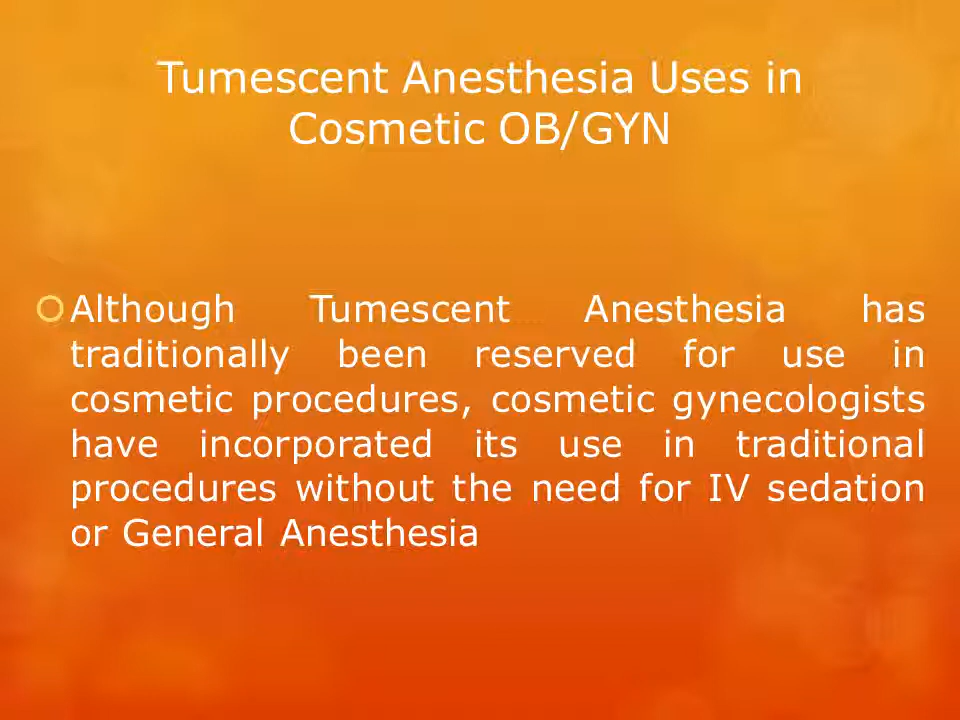 Tumescent Anesthesia Uses in
Cosmetic OB/GYN
Although Tumescent Anesthesia has
traditionally been reserved for use in
cosmetic procedures, cosmetic gynecologists
have incorporated its use in traditional
procedures without the need for IV sedation
or General Anesthesia